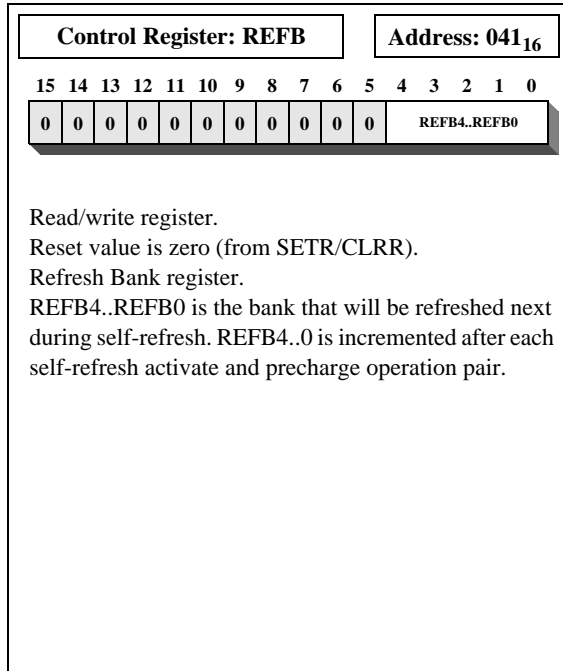 Control Register: REFB
Address: 041₁₆
15 14 13 12 11 10 9 8 7 6 5 4 3 2 1 0
0 0 0 0 0 0 0 0 0 0 0 REFB4..REFB0
Read/write register.
Reset value is zero (from SETR/CLRR).
Refresh Bank register.
REFB4..REFB0 is the bank that will be refreshed next
during self-refresh. REFB4..0 is incremented after each
self-refresh activate and precharge operation pair.